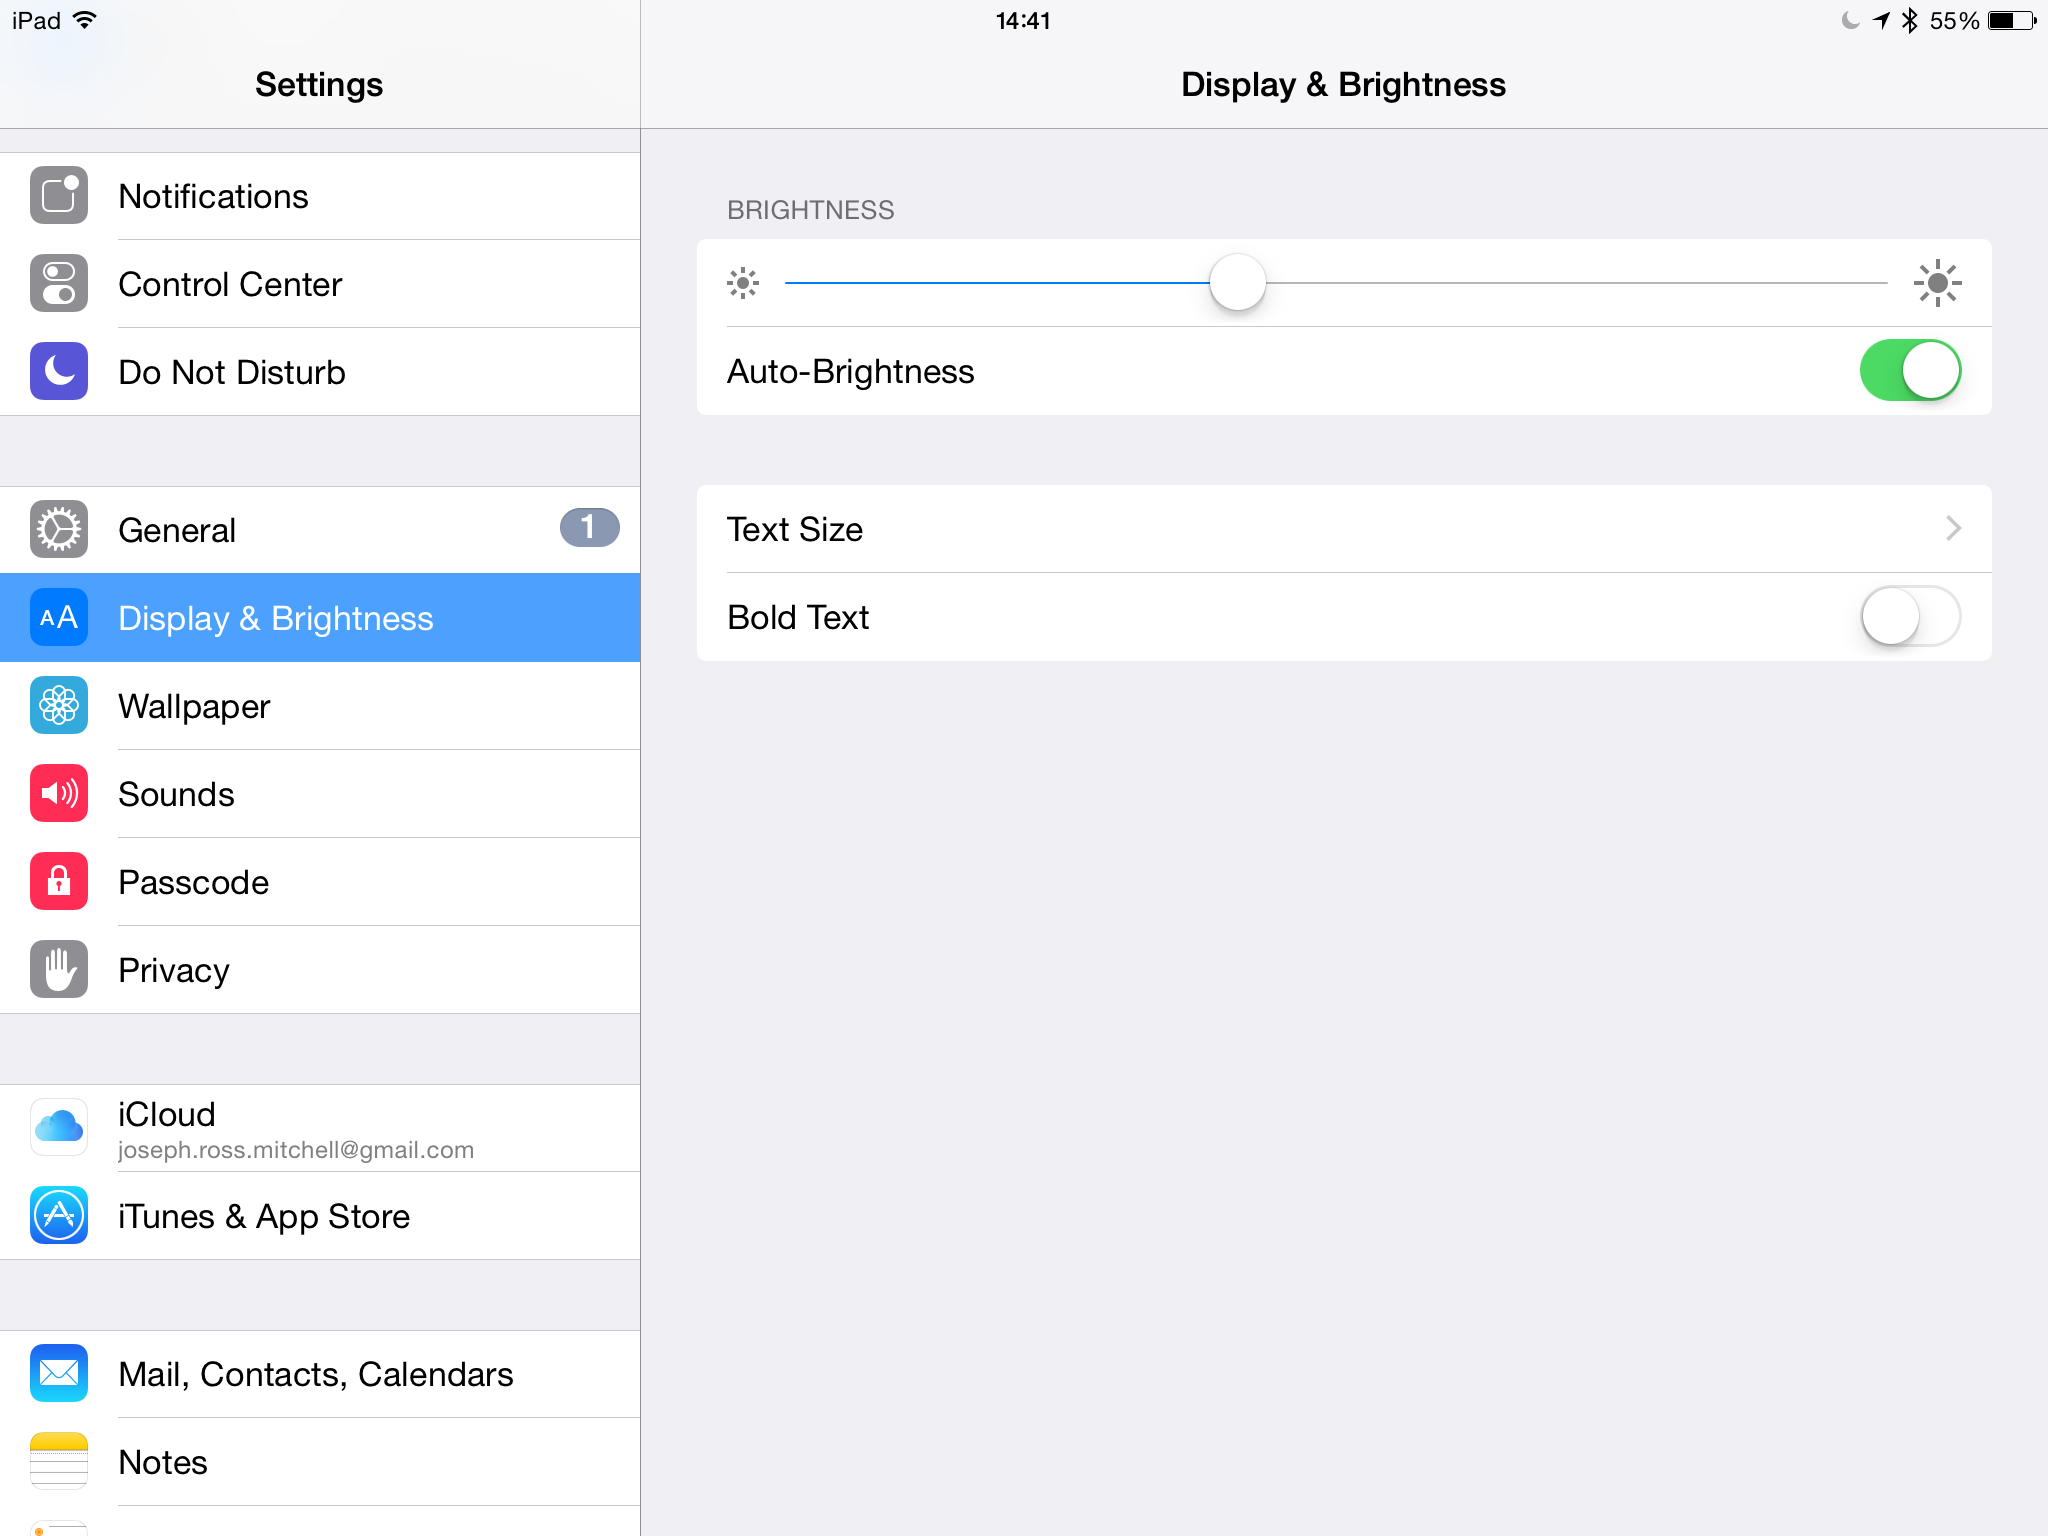 iPad
14:41
55%
Settings
Display & Brightness
Notifications
Control Center
Do Not Disturb
General
1
AA
Display & Brightness
Wallpaper
Sounds
Passcode
Privacy
iCloud
joseph.ross.mitchell@gmail.com
iTunes & App Store
Mail, Contacts, Calendars
Notes
BRIGHTNESS
Auto-Brightness
Text Size
Bold Text